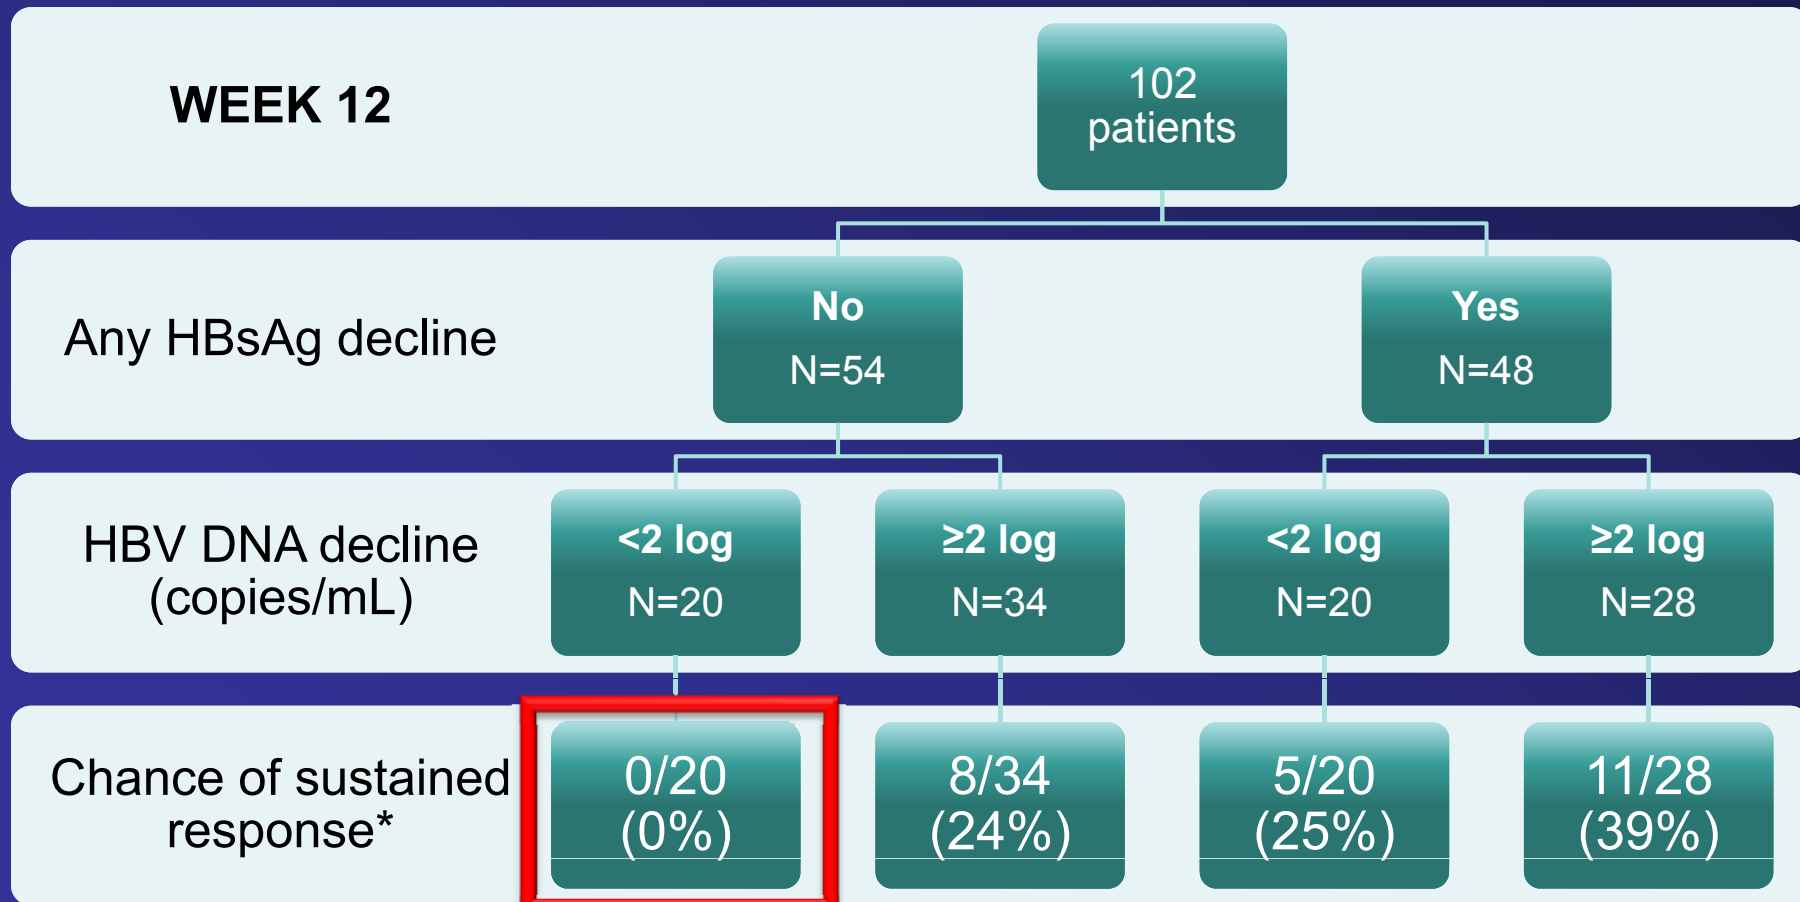 WEEK 12
102
patients
Any HBsAg decline
No
N=54
Yes
N=48
HBV DNA decline
(copies/mL)
<2 log
N=20
≥2 log
N=34
<2 log
N=20
≥2 log
N=28
Chance of sustained
response*
0/20
(0%)
8/34
(24%)
5/20
(25%)
11/28
(39%)